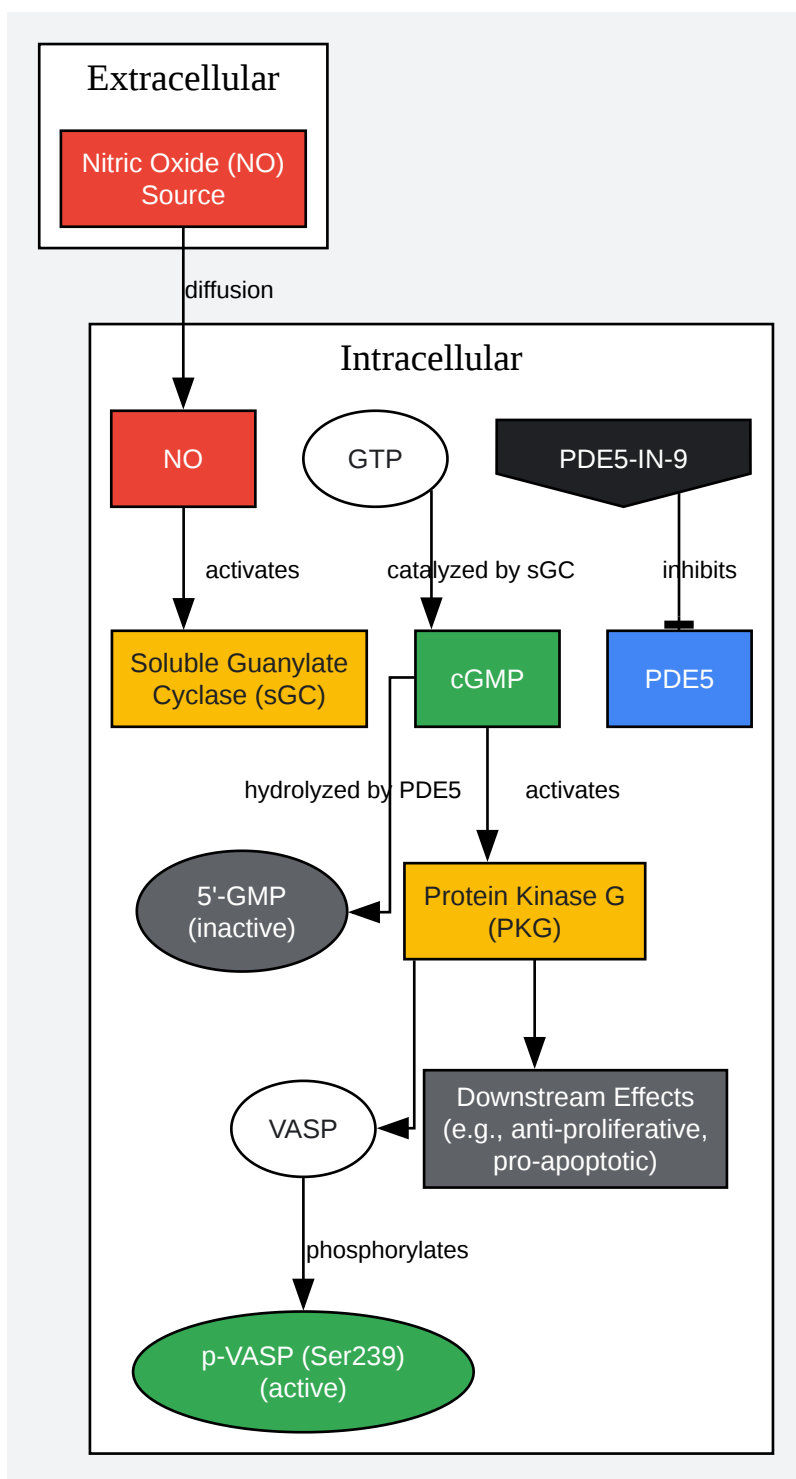 Extracellular
Nitric Oxide (NO)
Source
diffusion
Intracellular
NO
GTP
PDE5-IN-9
activates
catalyzed by sGC
inhibits
Soluble Guanylate
Cyclase (sGC)
cGMP
PDE5
hydrolyzed by PDE5
activates
5'-GMP
(inactive)
Protein Kinase G
(PKG)
VASP
Downstream Effects
(e.g., anti-proliferative,
pro-apoptotic)
phosphorylates
p-VASP (Ser239)
(active)